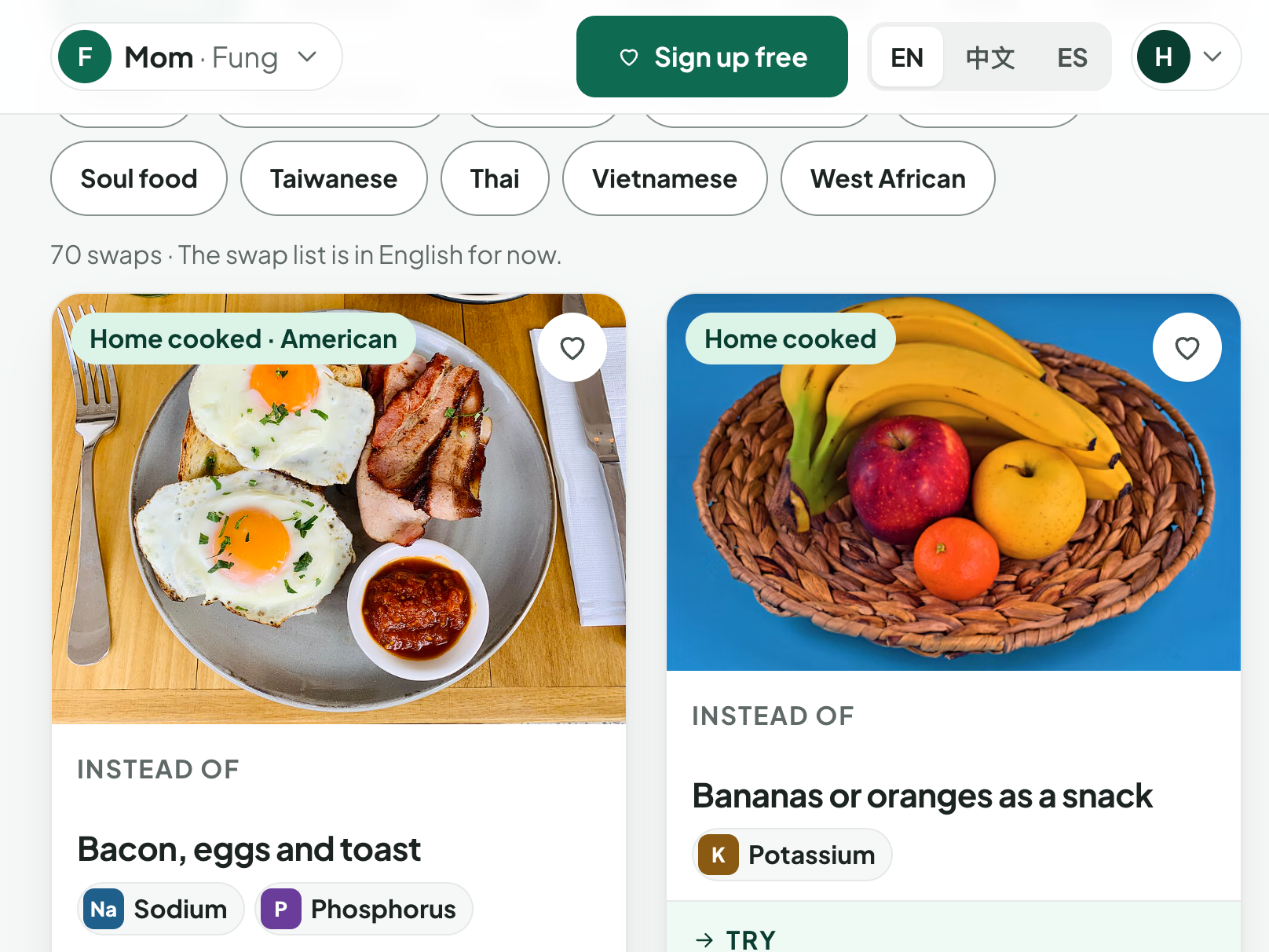 F Mom · Fung
Sign up free
EN 中文 ES
H
Soul food Taiwanese Thai Vietnamese West African
70 swaps · The swap list is in English for now.
Home cooked · American
INSTEAD OF
Bacon, eggs and toast
Na Sodium P Phosphorus
Home cooked
INSTEAD OF
Bananas or oranges as a snack
K Potassium
→ TRY